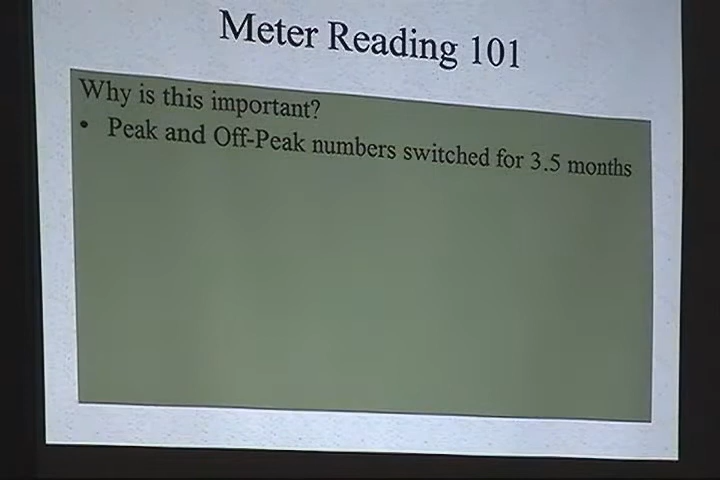 Meter Reading 101
Why is this important?
• Peak and Off-Peak numbers switched for 3.5 months